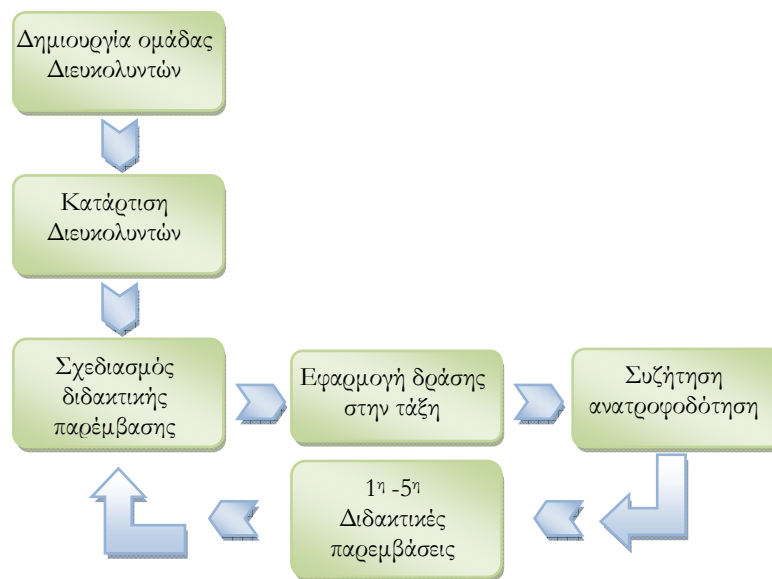 Δημιουργία ομάδας
Διευκολυντών
Κατάρτιση
Διευκολυντών
Σχεδιασμός
διδακτικής
παρέμβασης
Εφαρμογή δράσης
στην τάξη
Συζήτηση
ανατροφοδότηση
1η -5η
Διδακτικές
παρεμβάσεις